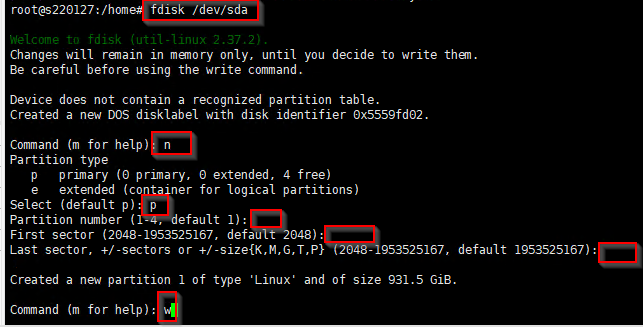 root@s220127:/home# fdisk /dev/sda
Welcome to fdisk (util-linux 2.37.2).
Changes will remain in memory only, until you decide to write them.
Be careful before using the write command.
Device does not contain a recognized partition table.
Created a new DOS disklabel with disk identifier 0x5559fd02.
Command (m for help): n
Partition type
p primary (0 primary, 0 extended, 4 free)
e extended (container for logical partitions)
Select (default p): p
Partition number (1-4, default 1):
First sector (2048-1953525167, default 2048):
Last sector, +/-sectors or +/-size{K,M,G,T,P} (2048-1953525167, default 1953525167):
Created a new partition 1 of type 'Linux' and of size 931.5 GiB.
Command (m for help): w